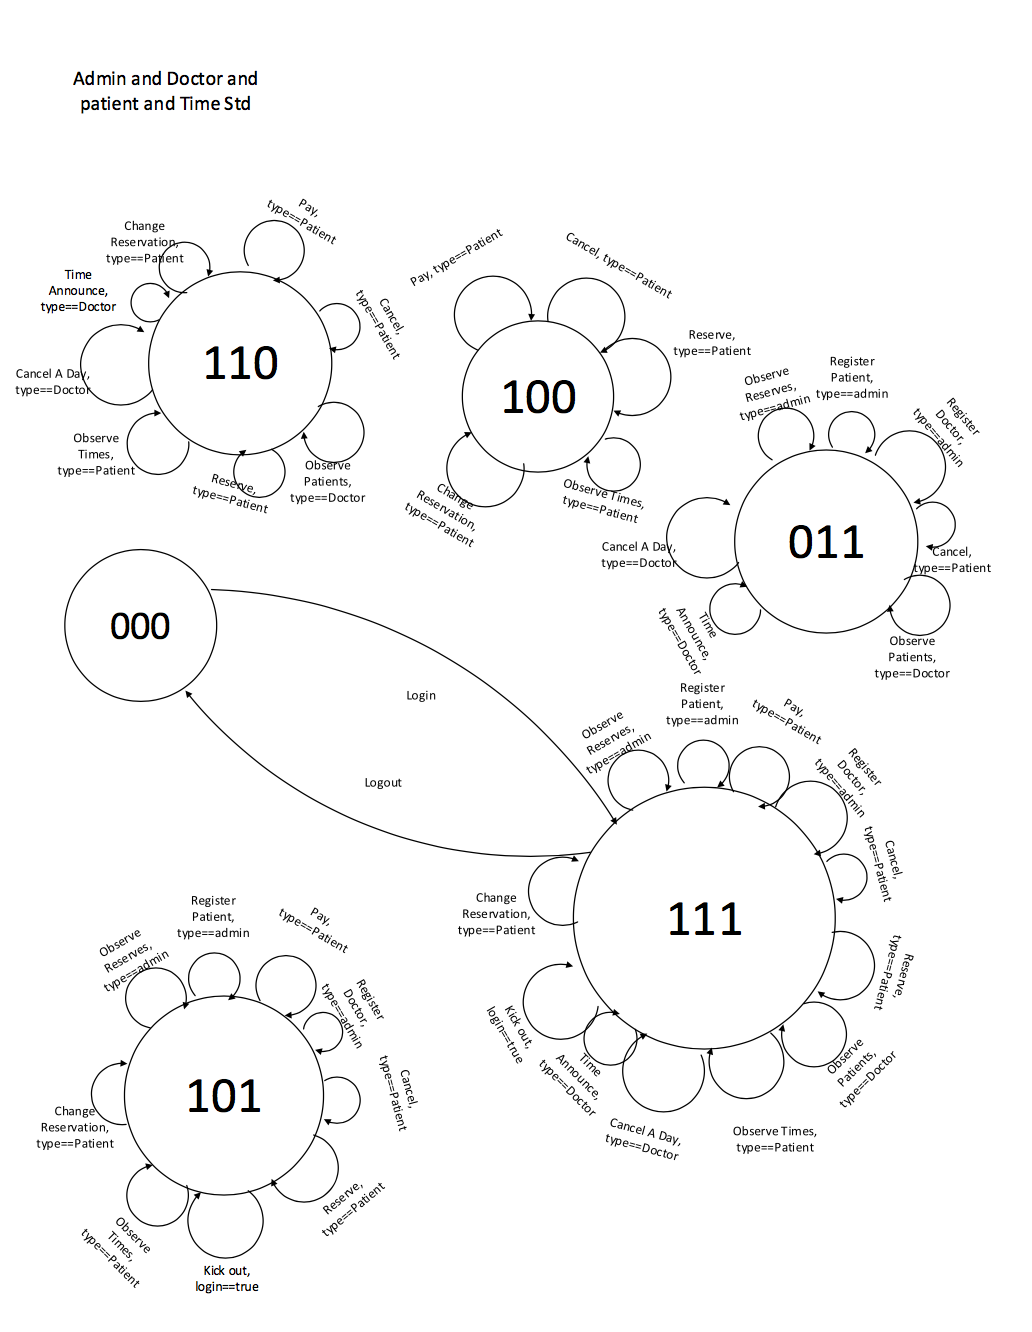 Admin and Doctor and
patient and Time Std
Pay,
type==Patient
Change
Reservation,
type==Patient
Time
Announce,
type==Doctor
Cancel,
type==Patient
110
Cancel A Day,
type==Doctor
Observe
Times,
type==Patient
Reserve,
type==Patient
Observe
Patients,
type==Doctor
Pay, type==Patient
Cancel, type==Patient
Reserve,
type==Patient
100
Change
Reservation,
type==Patient
Observe Times,
type==Patient
Observe
Reserves,
type==admin
Register
Patient,
type==admin
Register
Doctor,
type==admin
011
Cancel A Day,
type==Doctor
Cancel,
type==Patient
Time
Announce,
type==Doctor
Observe
Patients,
type==Doctor
000
Login
Logout
Observe
Reserves,
type==admin
Register
Patient,
type==admin
Pay,
type==Patient
Register
Doctor,
type==admin
Cancel,
type==Patient
Change
Reservation,
type==Patient
111
Reserve,
type==Patient
Kick out,
login==true
Time
Announce,
type==Doctor
Cancel A Day,
type==Doctor
Observe Times,
type==Patient
Observe
Patients,
type==Doctor
Observe
Reserves,
type==admin
Register
Patient,
type==admin
Pay,
type==Patient
Register
Doctor,
type==admin
Cancel,
type==Patient
101
Change
Reservation,
type==Patient
Reserve,
type==Patient
Observe
Times,
type==Patient
Kick out,
login==true